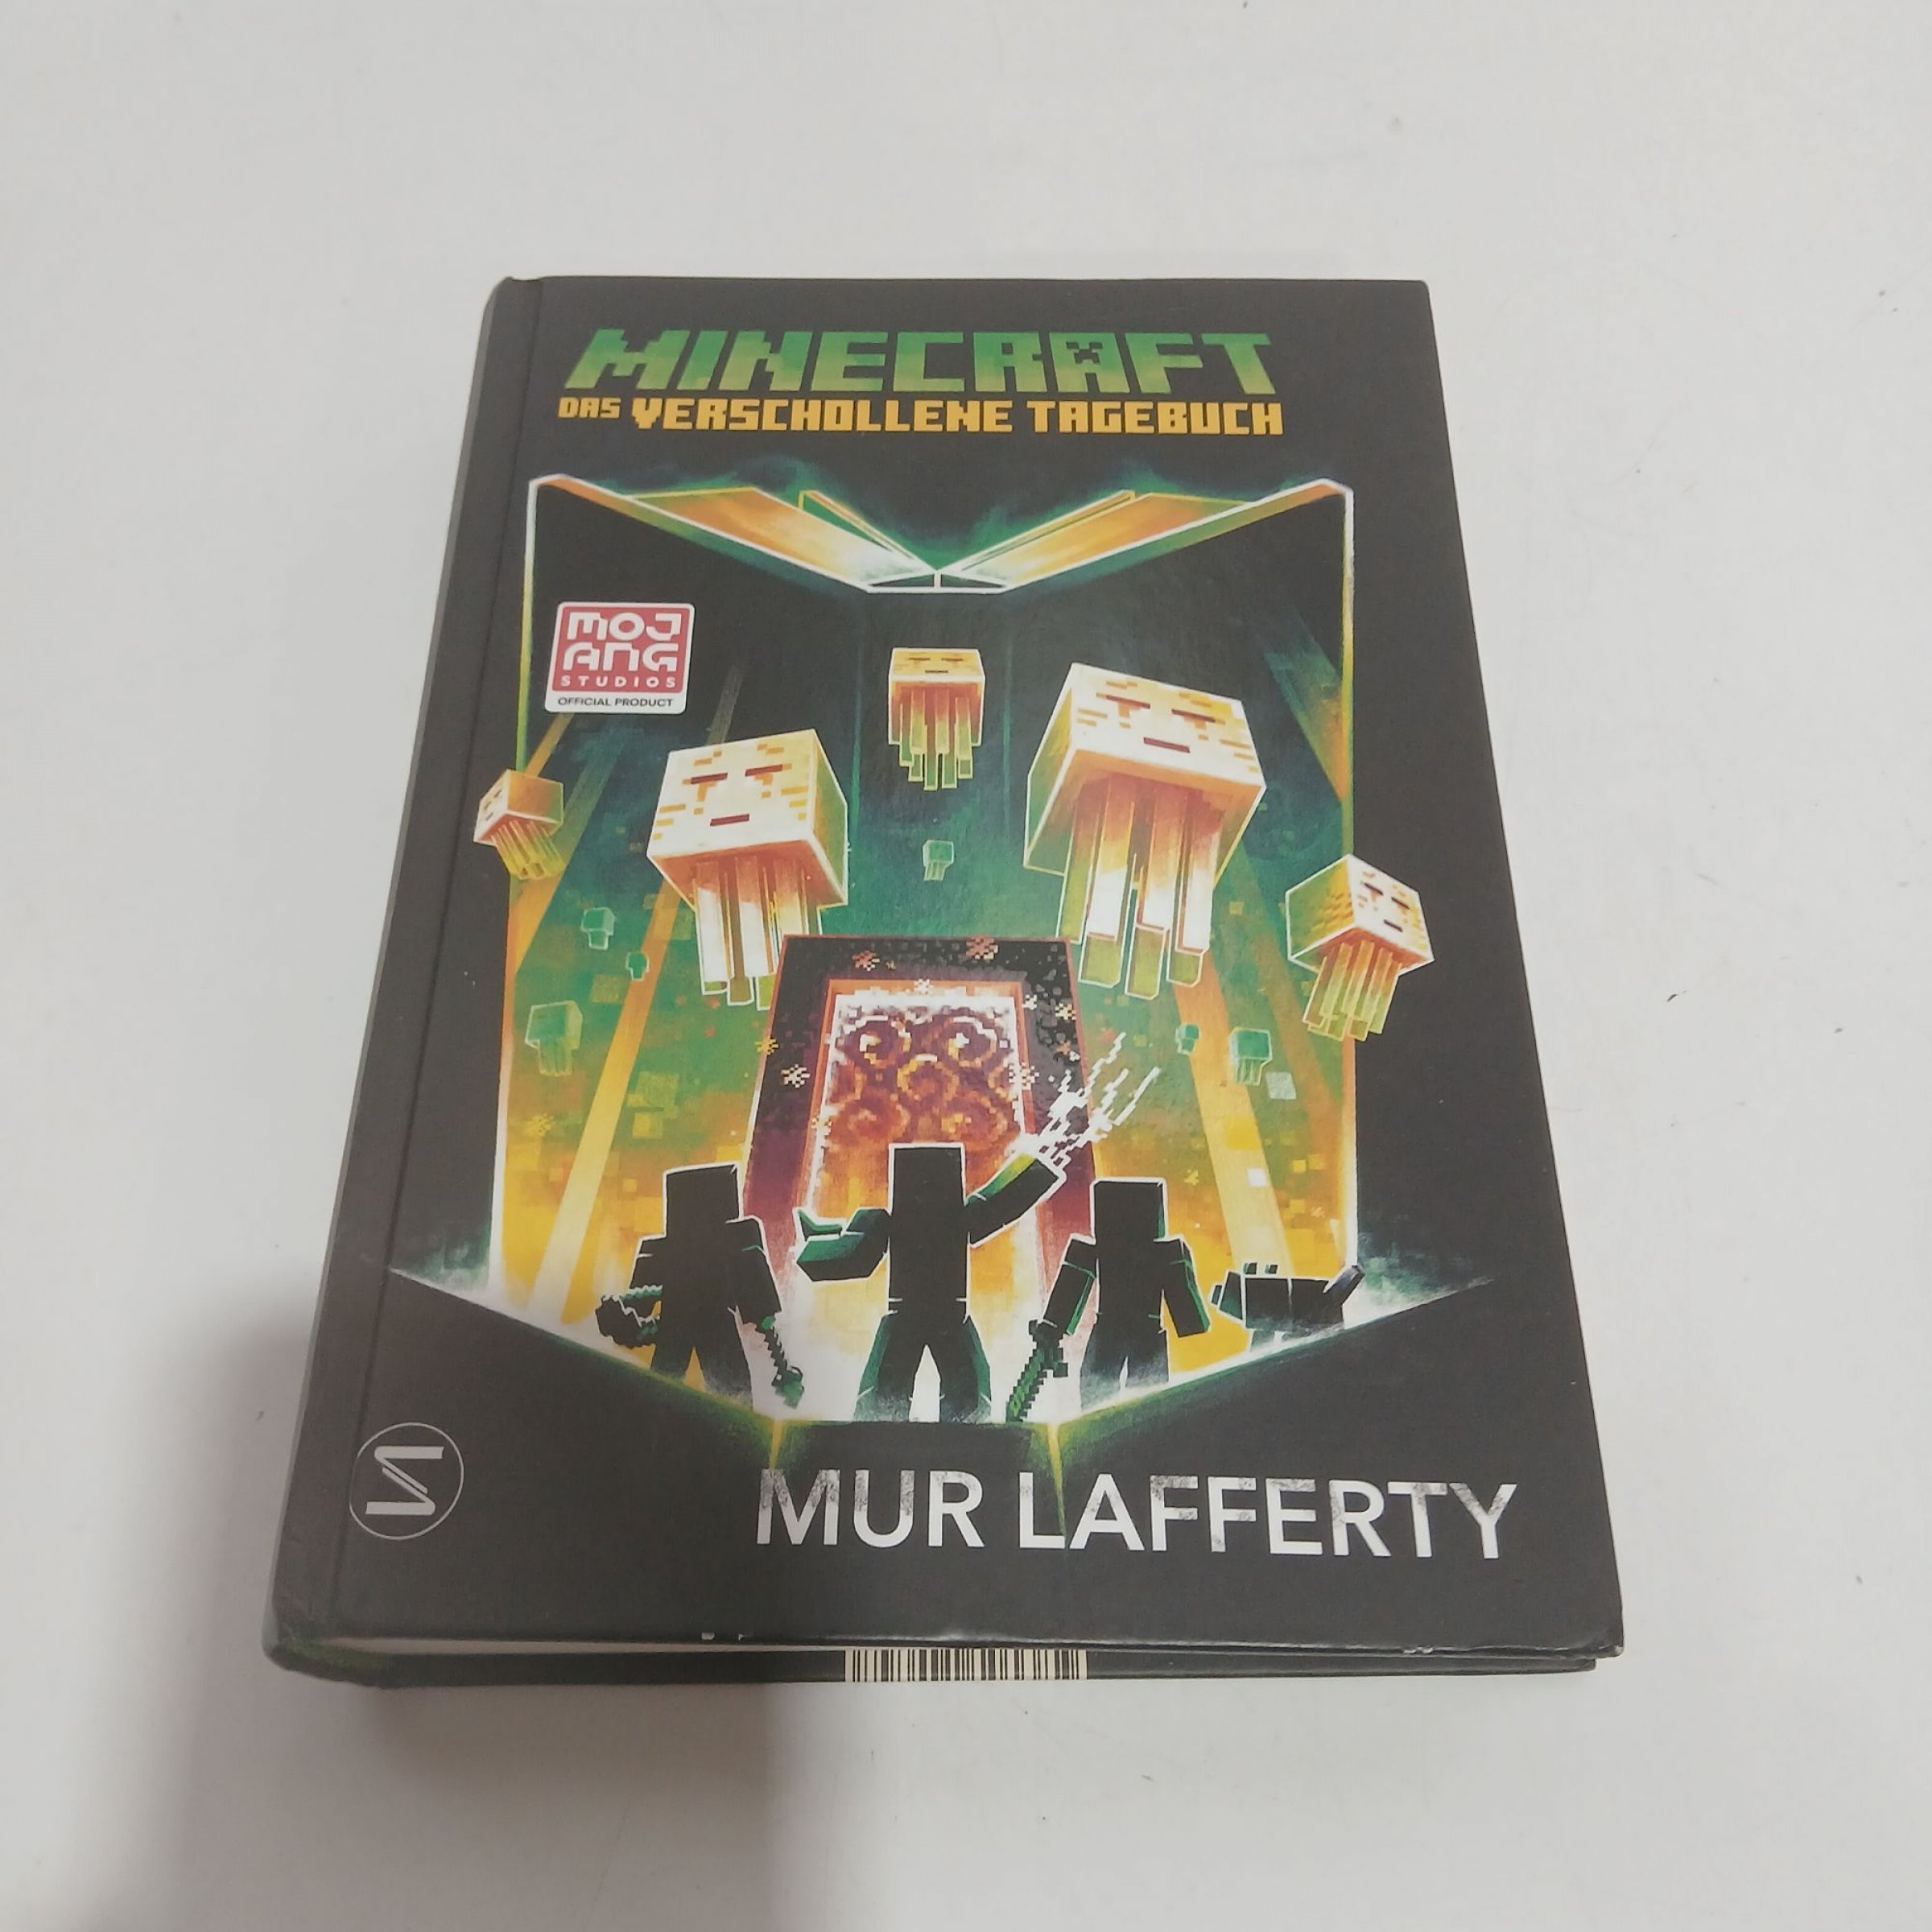 MINECRAFT
DAS VERSCHOLLENE TAGEBUCH
MOJ
ANG
STUDIOS
OFFICIAL PRODUCT
S
MUR LAFFERTY